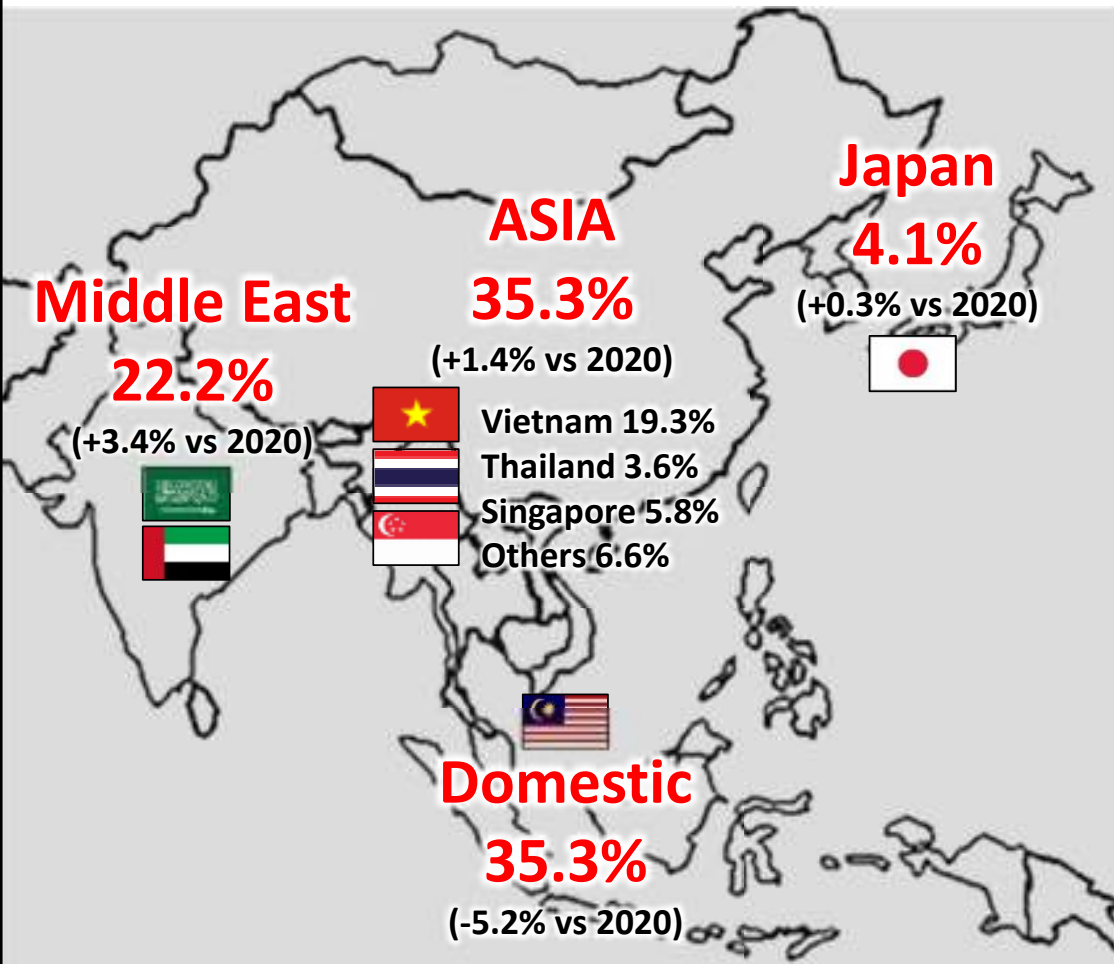 Japan
4.1%
(+0.3% vs 2020)
ASIA
35.3%
(+1.4% vs 2020)
Vietnam 19.3%
Thailand 3.6%
Singapore 5.8%
Others 6.6%
Middle East
22.2%
(+3.4% vs 2020)
Domestic
35.3%
(-5.2% vs 2020)